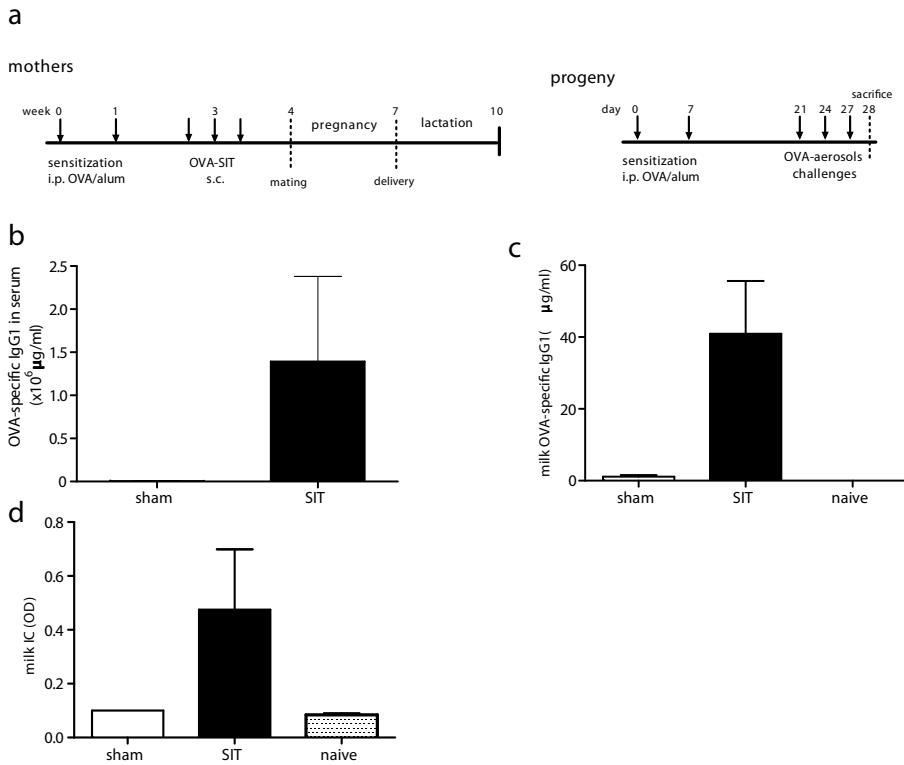 a
mothers
progeny
week 0 1 3 4 7 10
pregnancy
lactation
sensitization
i.p. OVA/alum
OVA-SIT
s.c.
mating
delivery
sacrifice
day 0 7 21 24 27 28
sensitization
i.p. OVA/alum
OVA-aerosols
challenges
b
OVA-specific IgG1 in serum
(x10⁶ µg/ml)
2.5
2.0
1.5
1.0
0.5
0
sham SIT
c
milk OVA-specific IgG1( µg/ml)
60
40
20
0
sham SIT naive
d
milk IC (OD)
0.8
0.6
0.4
0.2
0.0
sham SIT naive